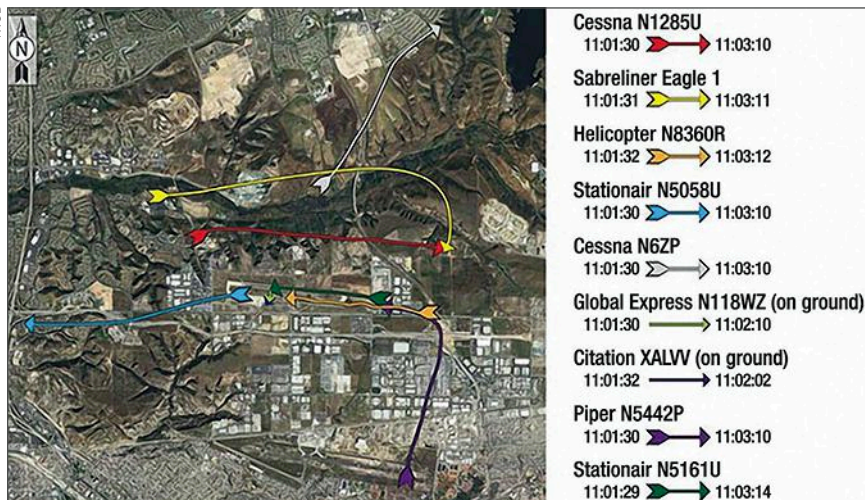 N
Cessna N1285U
11:01:30 11:03:10
Sabreliner Eagle 1
11:01:31 11:03:11
Helicopter N8360R
11:01:32 11:03:12
Stationair N5058U
11:01:30 11:03:10
Cessna N6ZP
11:01:30 11:03:10
Global Express N118WZ (on ground)
11:01:30 11:02:10
Citation XALVV (on ground)
11:01:32 11:02:02
Piper N5442P
11:01:30 11:03:10
Stationair N5161U
11:01:29 11:03:14